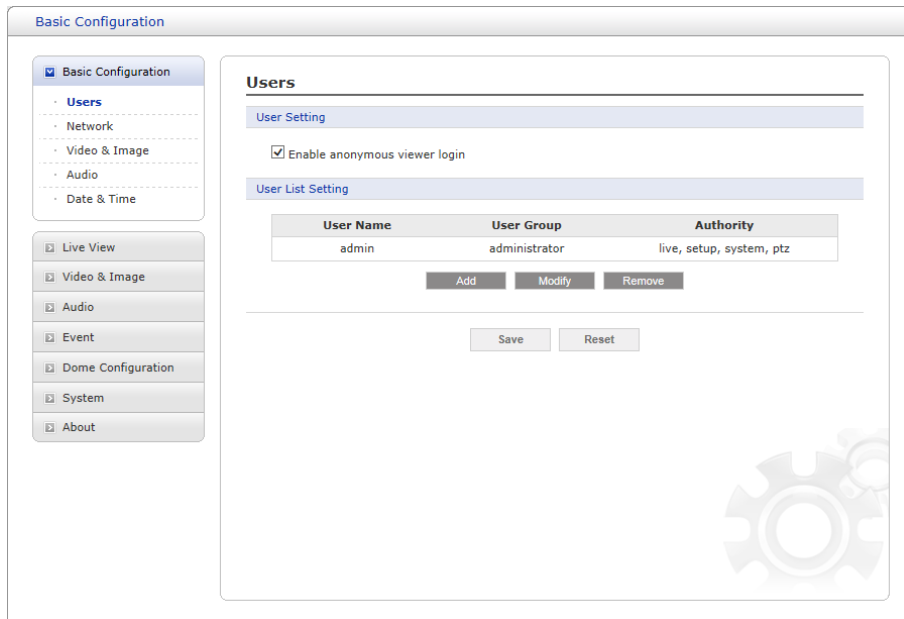 Basic Configuration
Basic Configuration
Users
Network
Video & Image
Audio
Date & Time
Live View
Video & Image
Audio
Event
Dome Configuration
System
About
Users
User Setting
Enable anonymous viewer login
User List Setting
User Name User Group Authority
admin administrator live, setup, system, ptz
Add Modify Remove
Save Reset